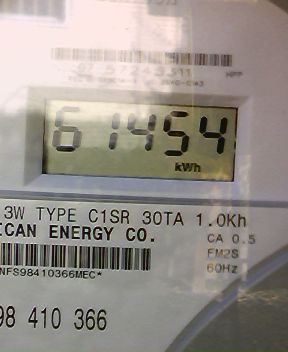 61454
kWh
3W TYPE C1SR 30TA 1.0Kh
ICAN ENERGY CO.
CA 0.5
FM2S
60Hz
NFS98410366MEC*
98 410 366